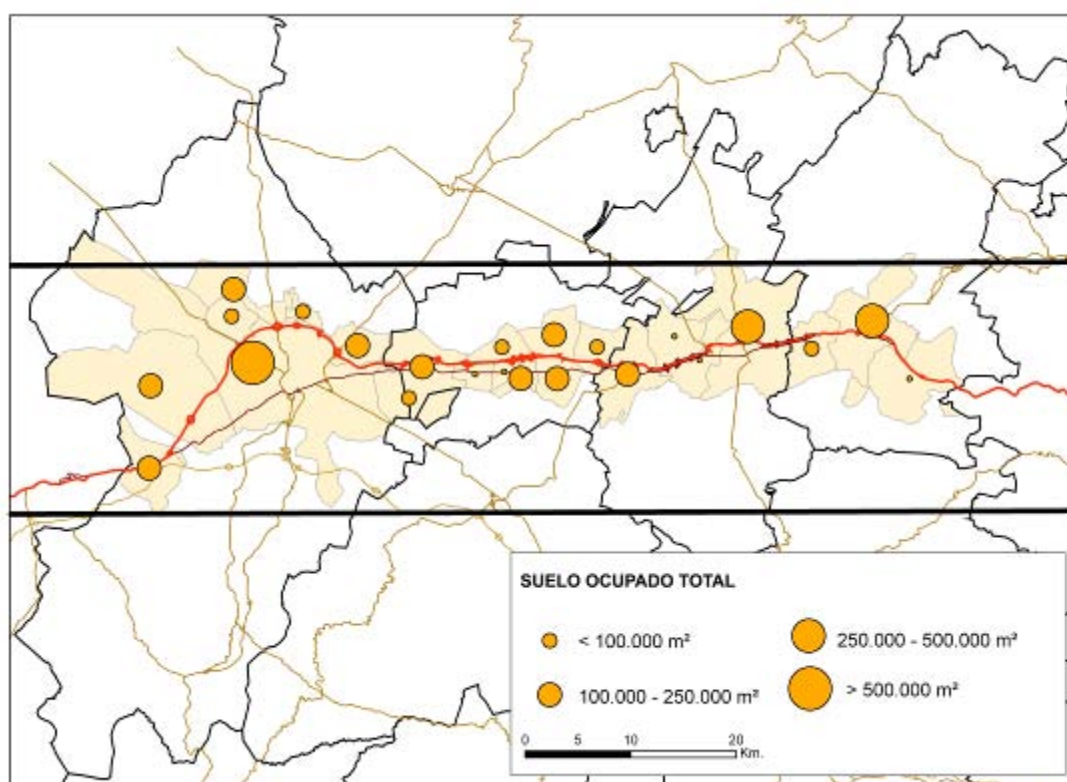 SUELO OCUPADO TOTAL
< 100.000 m²
250.000 - 500.000 m²
100.000 - 250.000 m²
> 500.000 m²
0 5 10 20
Km.